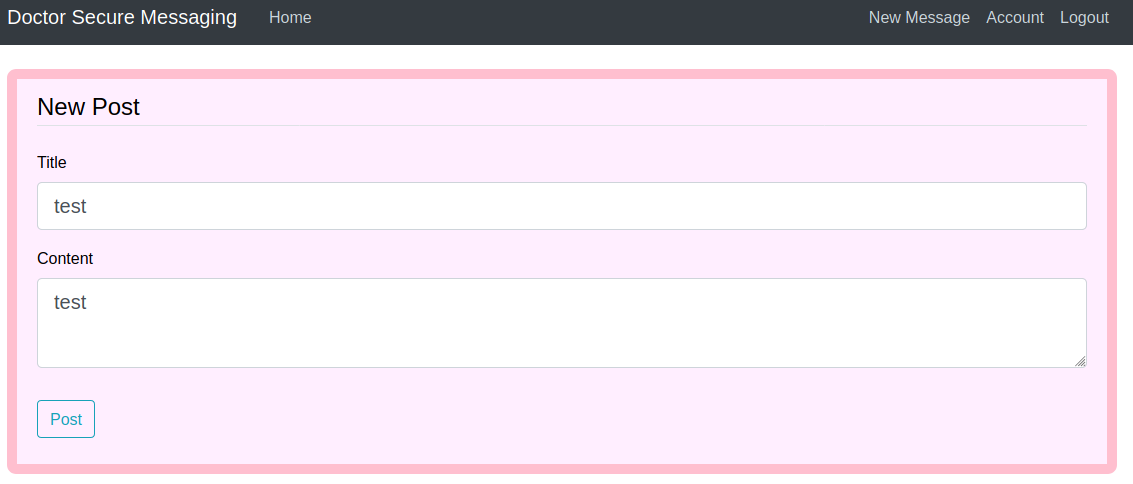 Doctor Secure Messaging Home New Message Account Logout
New Post
Title
test
Content
test
Post